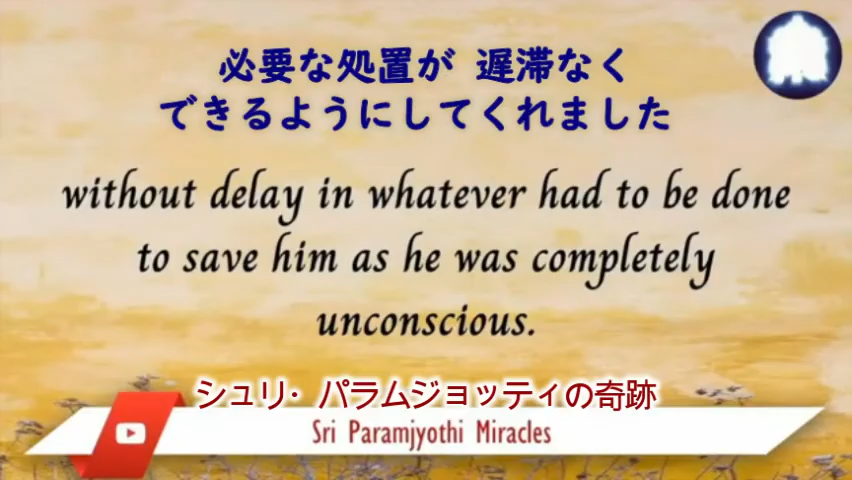 必要な処置が 遅滞なく
できるようにしてくれました
without delay in whatever had to be done
to save him as he was completely
unconscious.
シュリ・パラムジョッティの奇跡
Sri Paramjyothi Miracles